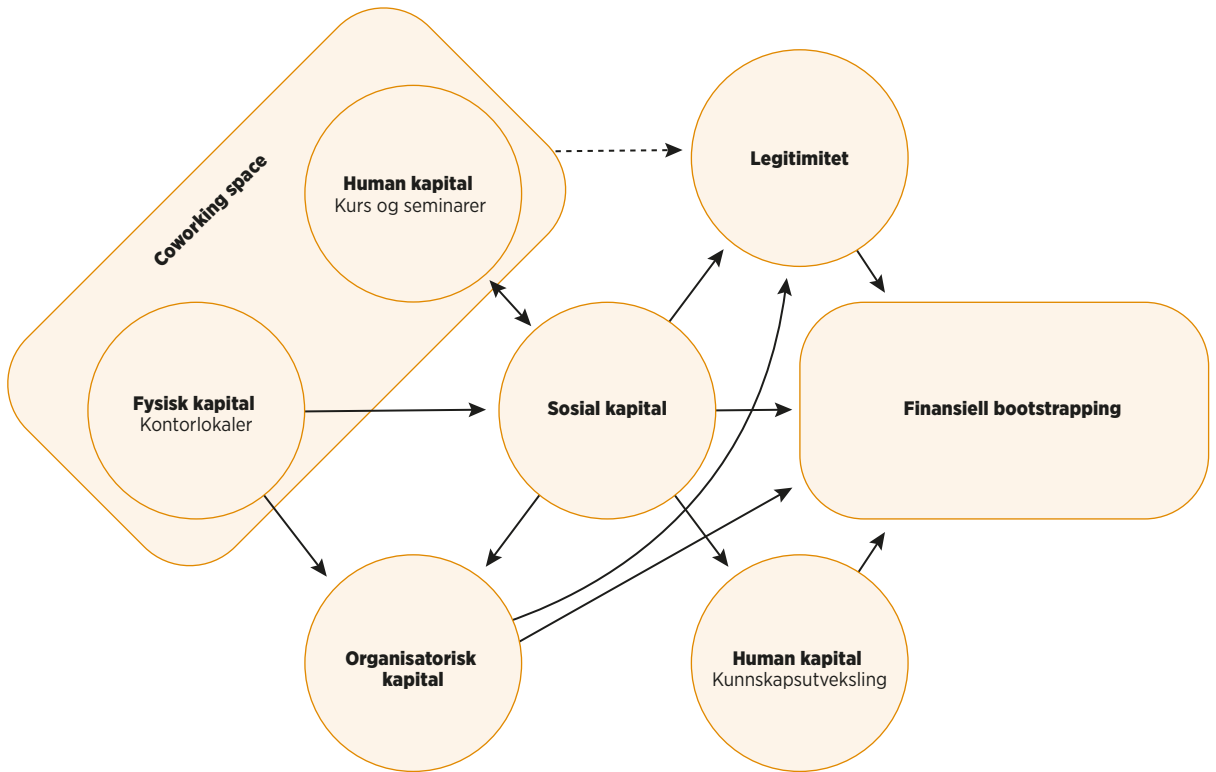 Coworking space
Human kapital
Kurs og seminarer
Legitimitet
Fysisk kapital
Kontorlokaler
Sosial kapital
Finansiell bootstrapping
Organisatorisk
kapital
Human kapital
Kunnskapsutveksling